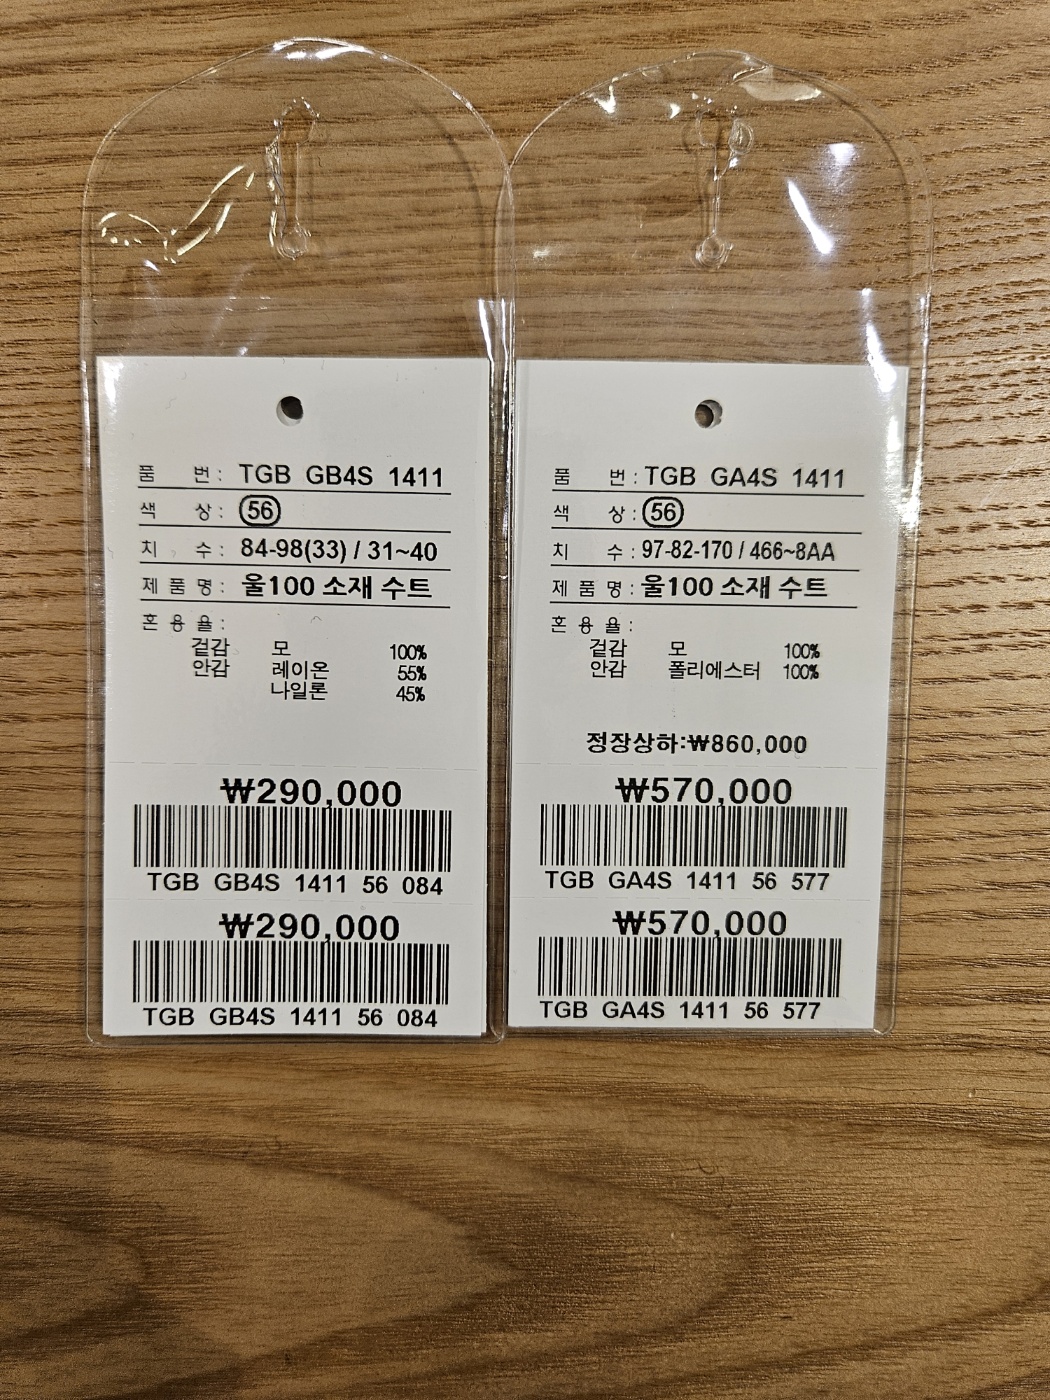 품 번 : TGB GB4S 1411
색 상 : 56
치 수 : 84-98(33) / 31~40
제 품 명 : 울100 소재 수트
혼 용 율 :
겉감 모 100%
안감 레이온 55%
나일론 45%
₩290,000
TGB GB4S 1411 56 084
₩290,000
TGB GB4S 1411 56 084
품 번 : TGB GA4S 1411
색 상 : 56
치 수 : 97-82-170 / 466~8AA
제 품 명 : 울100 소재 수트
혼 용 율 :
겉감 모 100%
안감 폴리에스터 100%
정장상하:₩860,000
₩570,000
TGB GA4S 1411 56 577
₩570,000
TGB GA4S 1411 56 577